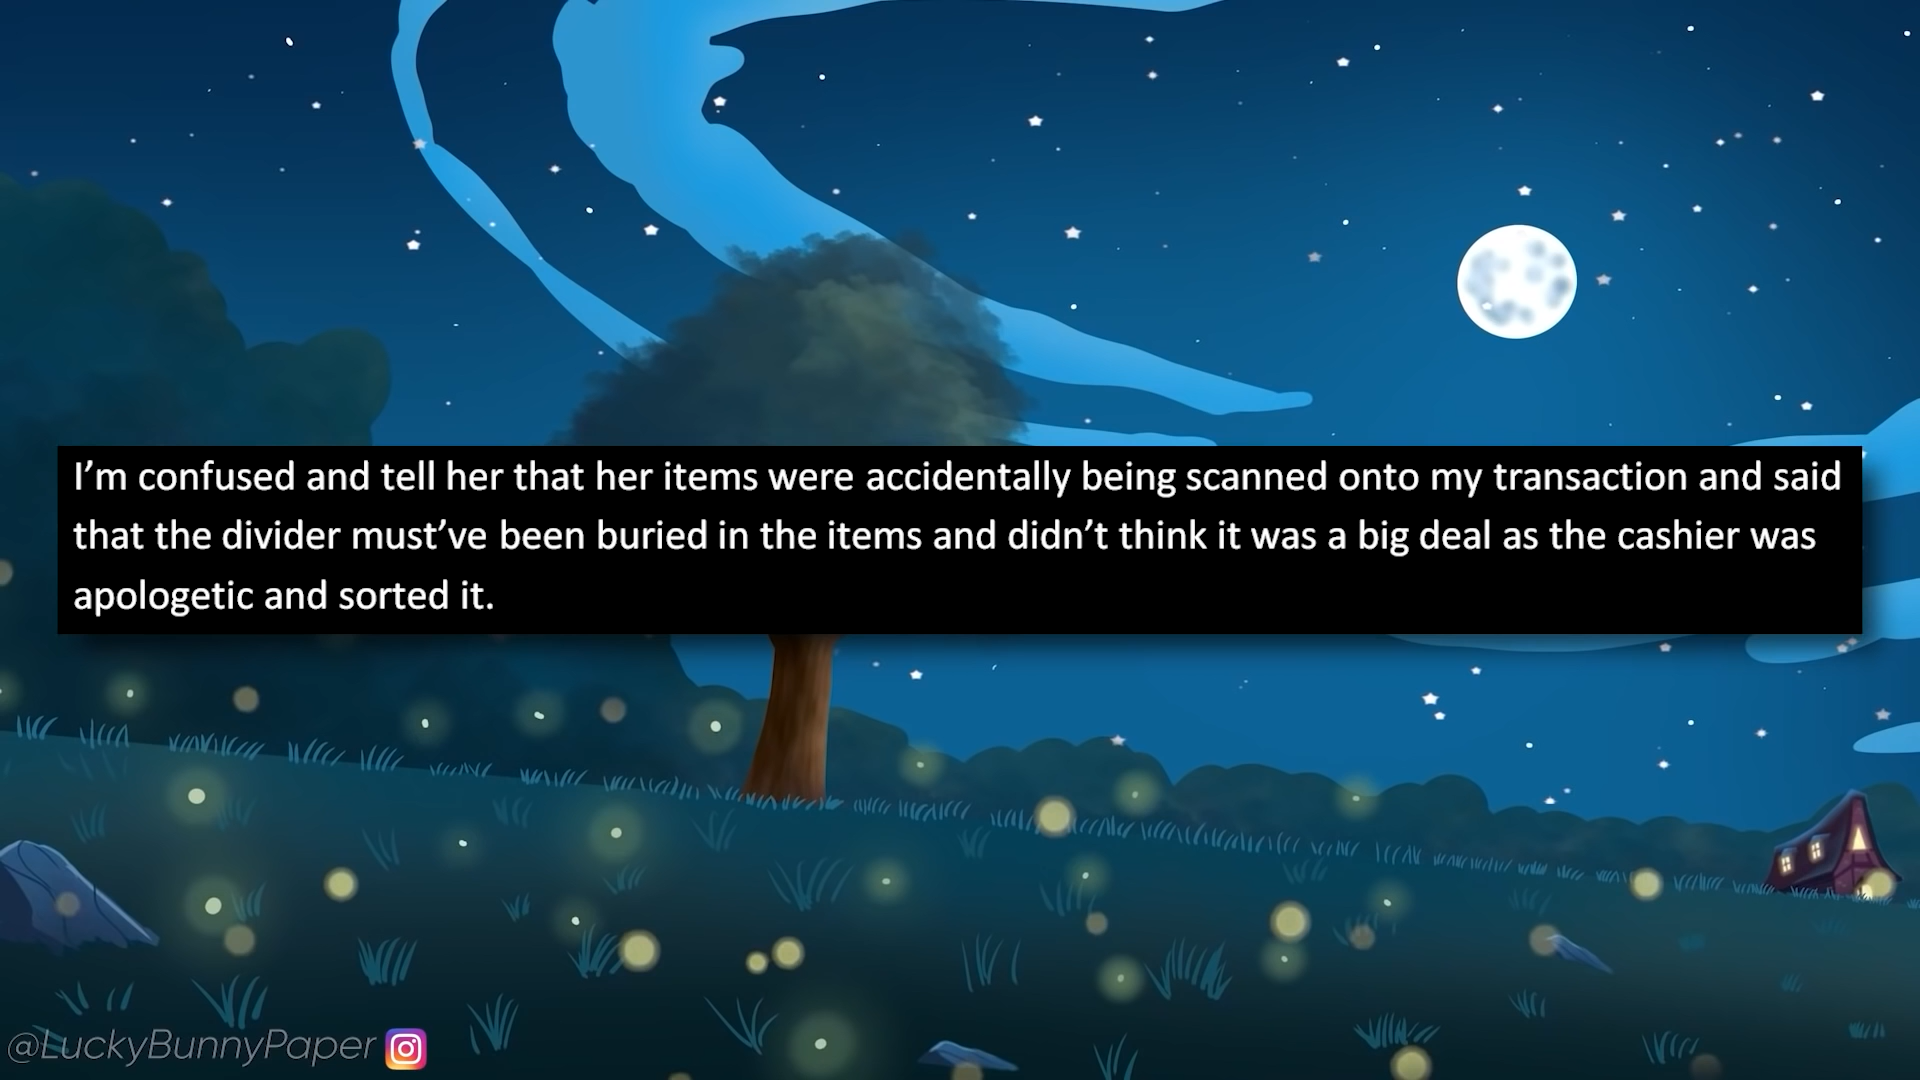 I’m confused and tell her that her items were accidentally being scanned onto my transaction and said
that the divider must’ve been buried in the items and didn’t think it was a big deal as the cashier was
apologetic and sorted it.
@LuckyBunnyPaper